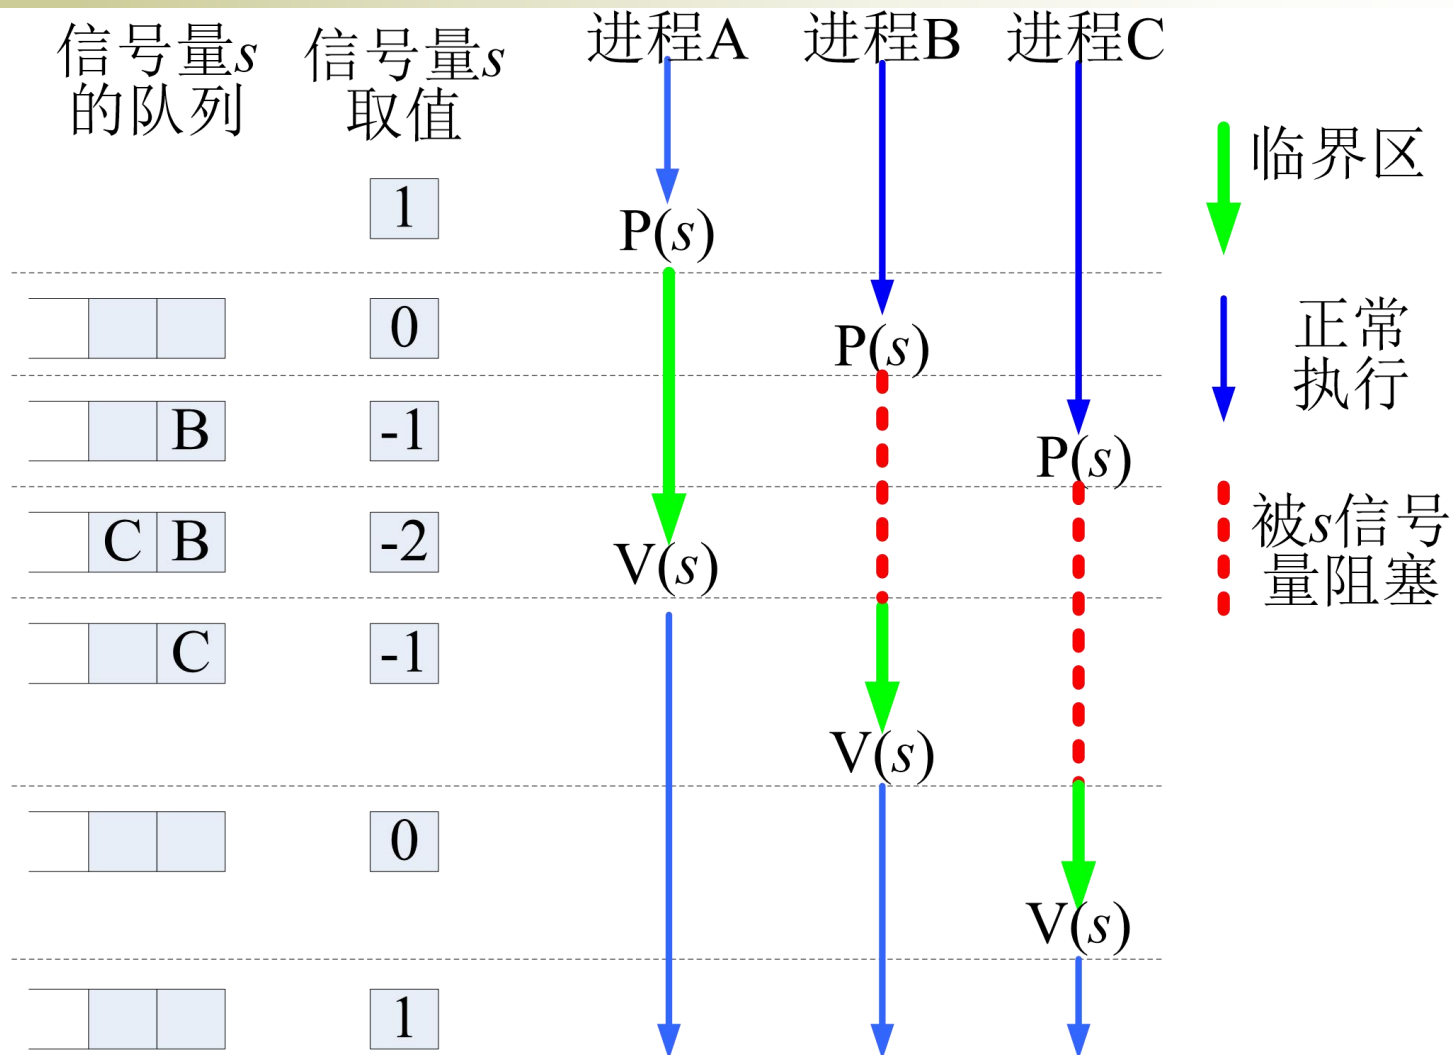 信号量s
的队列
信号量s
取值
进程A
进程B
进程C
1
P(s)
临界区
0
P(s)
正常
执行
B
-1
P(s)
C B
-2
V(s)
被s信号
量阻塞
C
-1
V(s)
0
V(s)
1